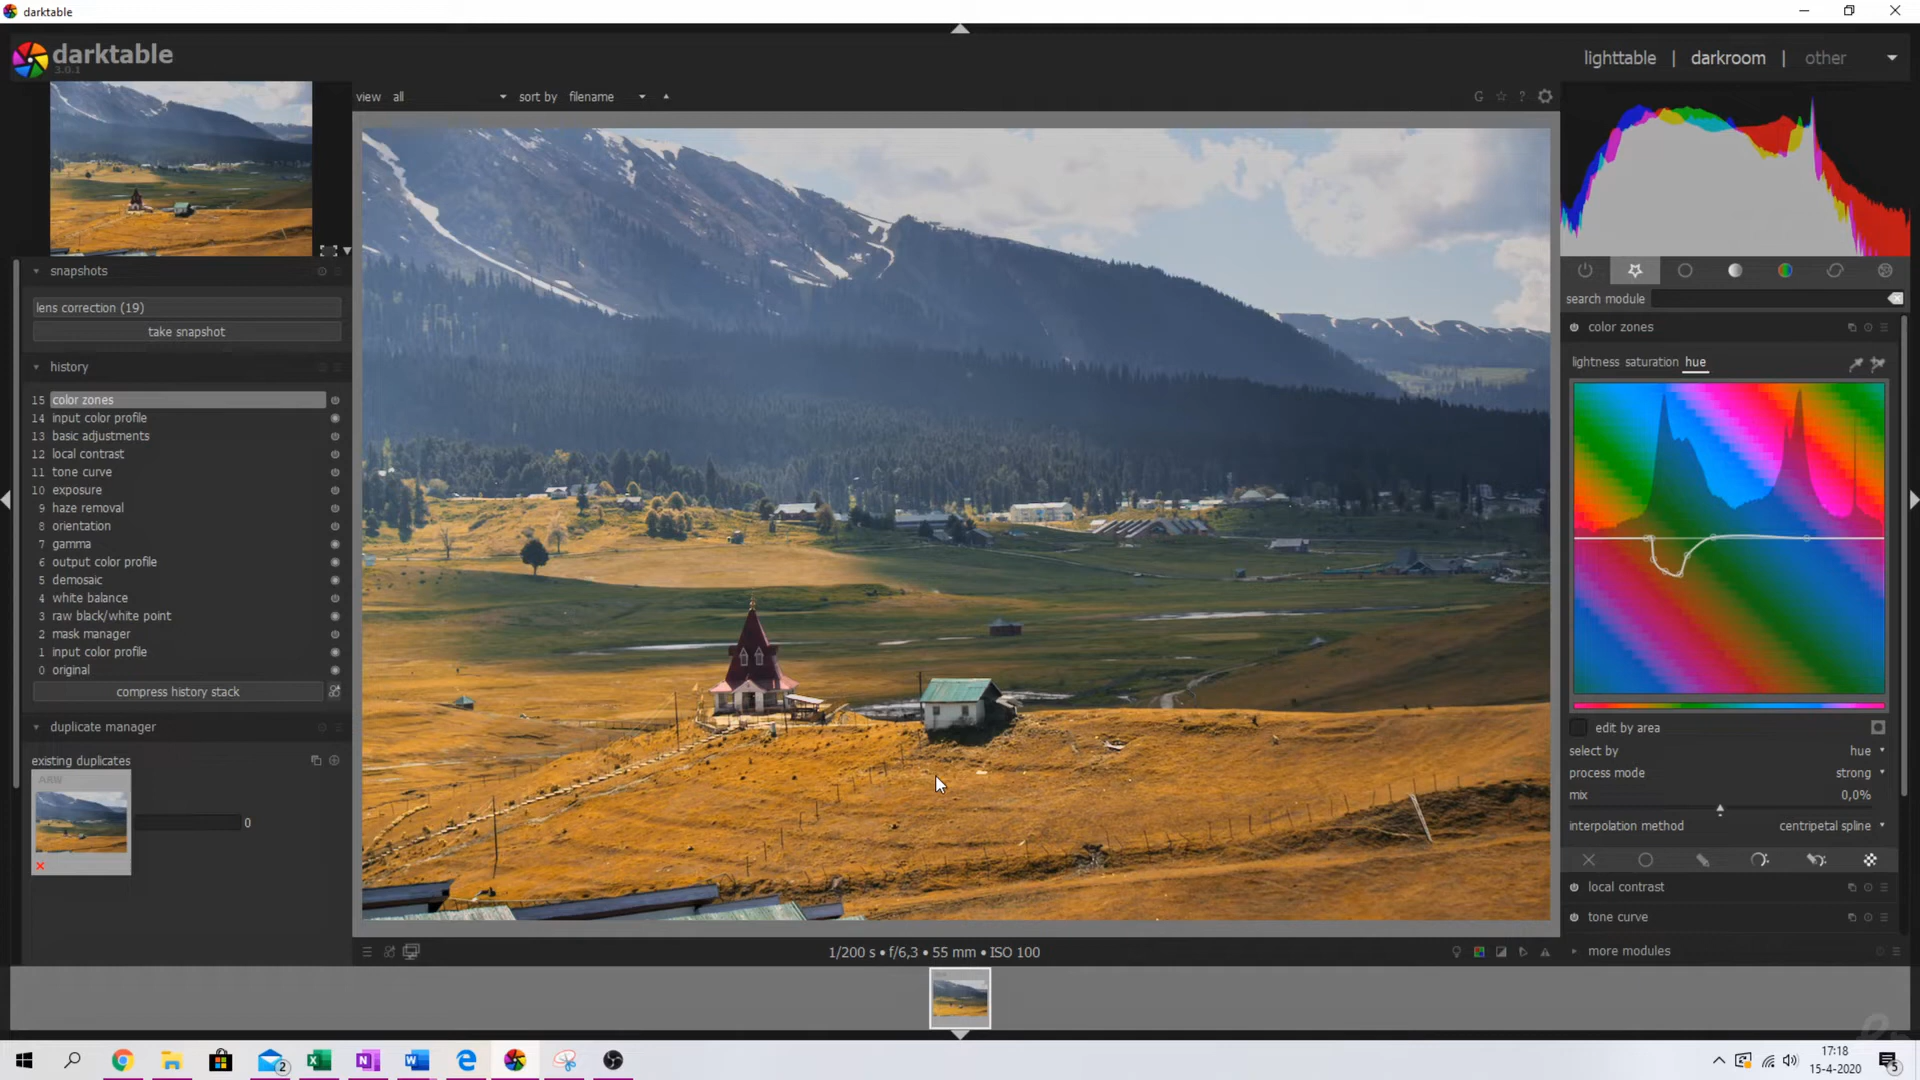 darktable
darktable
3.0.1
lighttable | darkroom | other
view all sort by filename
G ☆ ?
snapshots
lens correction (19)
take snapshot
history
15 color zones
14 input color profile
13 basic adjustments
12 local contrast
11 tone curve
10 exposure
9 haze removal
8 orientation
7 gamma
6 output color profile
5 demosaic
4 white balance
3 raw black/white point
2 mask manager
1 input color profile
0 original
compress history stack
duplicate manager
existing duplicates
ARW
0
search module
color zones
lightness saturation hue
edit by area
select by hue
process mode strong
mix 0,0%
interpolation method centripetal spline
local contrast
tone curve
more modules
1/200 s • f/6,3 • 55 mm • ISO 100
2
17:18
15-4-2020
5